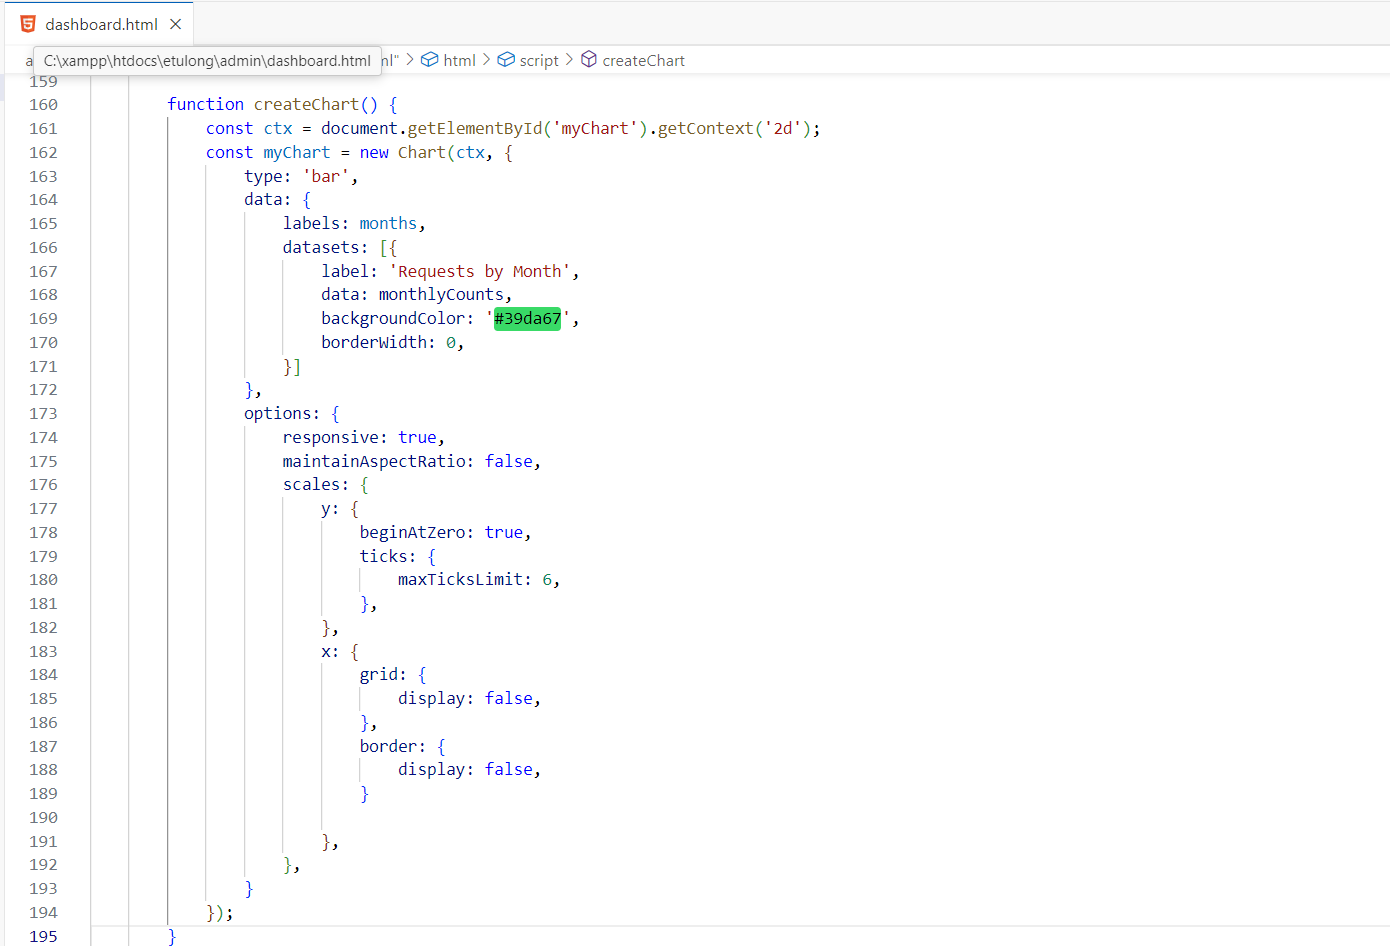 dashboard.html
C:\xampp\htdocs\etulong\admin\dashboard.html
a nl" > html > script > createChart
159
160 function createChart() {
161 const ctx = document.getElementById('myChart').getContext('2d');
162 const myChart = new Chart(ctx, {
163 type: 'bar',
164 data: {
165 labels: months,
166 datasets: [{
167 label: 'Requests by Month',
168 data: monthlyCounts,
169 backgroundColor: '#39da67',
170 borderWidth: 0,
171 }]
172 },
173 options: {
174 responsive: true,
175 maintainAspectRatio: false,
176 scales: {
177 y: {
178 beginAtZero: true,
179 ticks: {
180 maxTicksLimit: 6,
181 },
182 },
183 x: {
184 grid: {
185 display: false,
186 },
187 border: {
188 display: false,
189 }
190
191 },
192 },
193 }
194 });
195 }